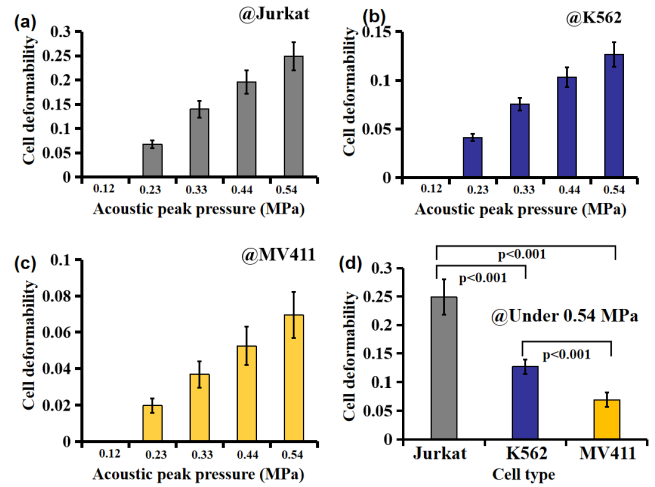 (a)
@Jurkat
Cell deformability
0.3
0.25
0.2
0.15
0.1
0.05
0
0.12 0.23 0.33 0.44 0.54
Acoustic peak pressure (MPa)
(b)
@K562
Cell deformability
0.15
0.1
0.05
0
0.12 0.23 0.33 0.44 0.54
Acoustic peak pressure (MPa)
(c)
@MV411
Cell deformability
0.1
0.08
0.06
0.04
0.02
0
0.12 0.23 0.33 0.44 0.54
Acoustic peak pressure (MPa)
(d)
p<0.001
p<0.001
@Under 0.54 MPa
p<0.001
Cell deformability
0.3
0.25
0.2
0.15
0.1
0.05
0
Jurkat K562 MV411
Cell type